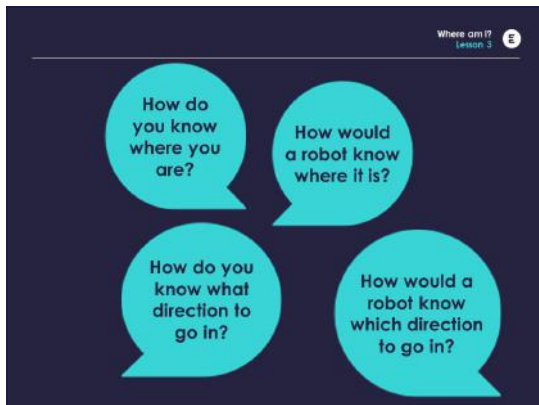 Where am I?
Lesson 3
How do
you know
where you
are?
How would
a robot know
where it is?
How do you
know what
direction to
go in?
How would a
robot know
which direction
to go in?